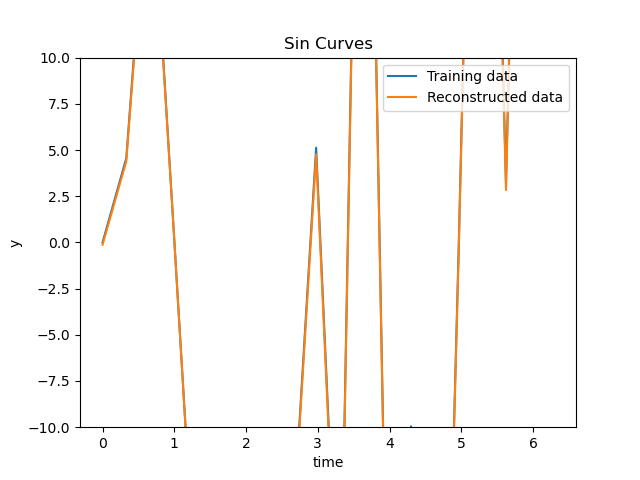 Sin Curves
Training data
Reconstructed data
10.0
7.5
5.0
2.5
0.0
−2.5
−5.0
−7.5
−10.0
y
0 1 2 3 4 5 6
time